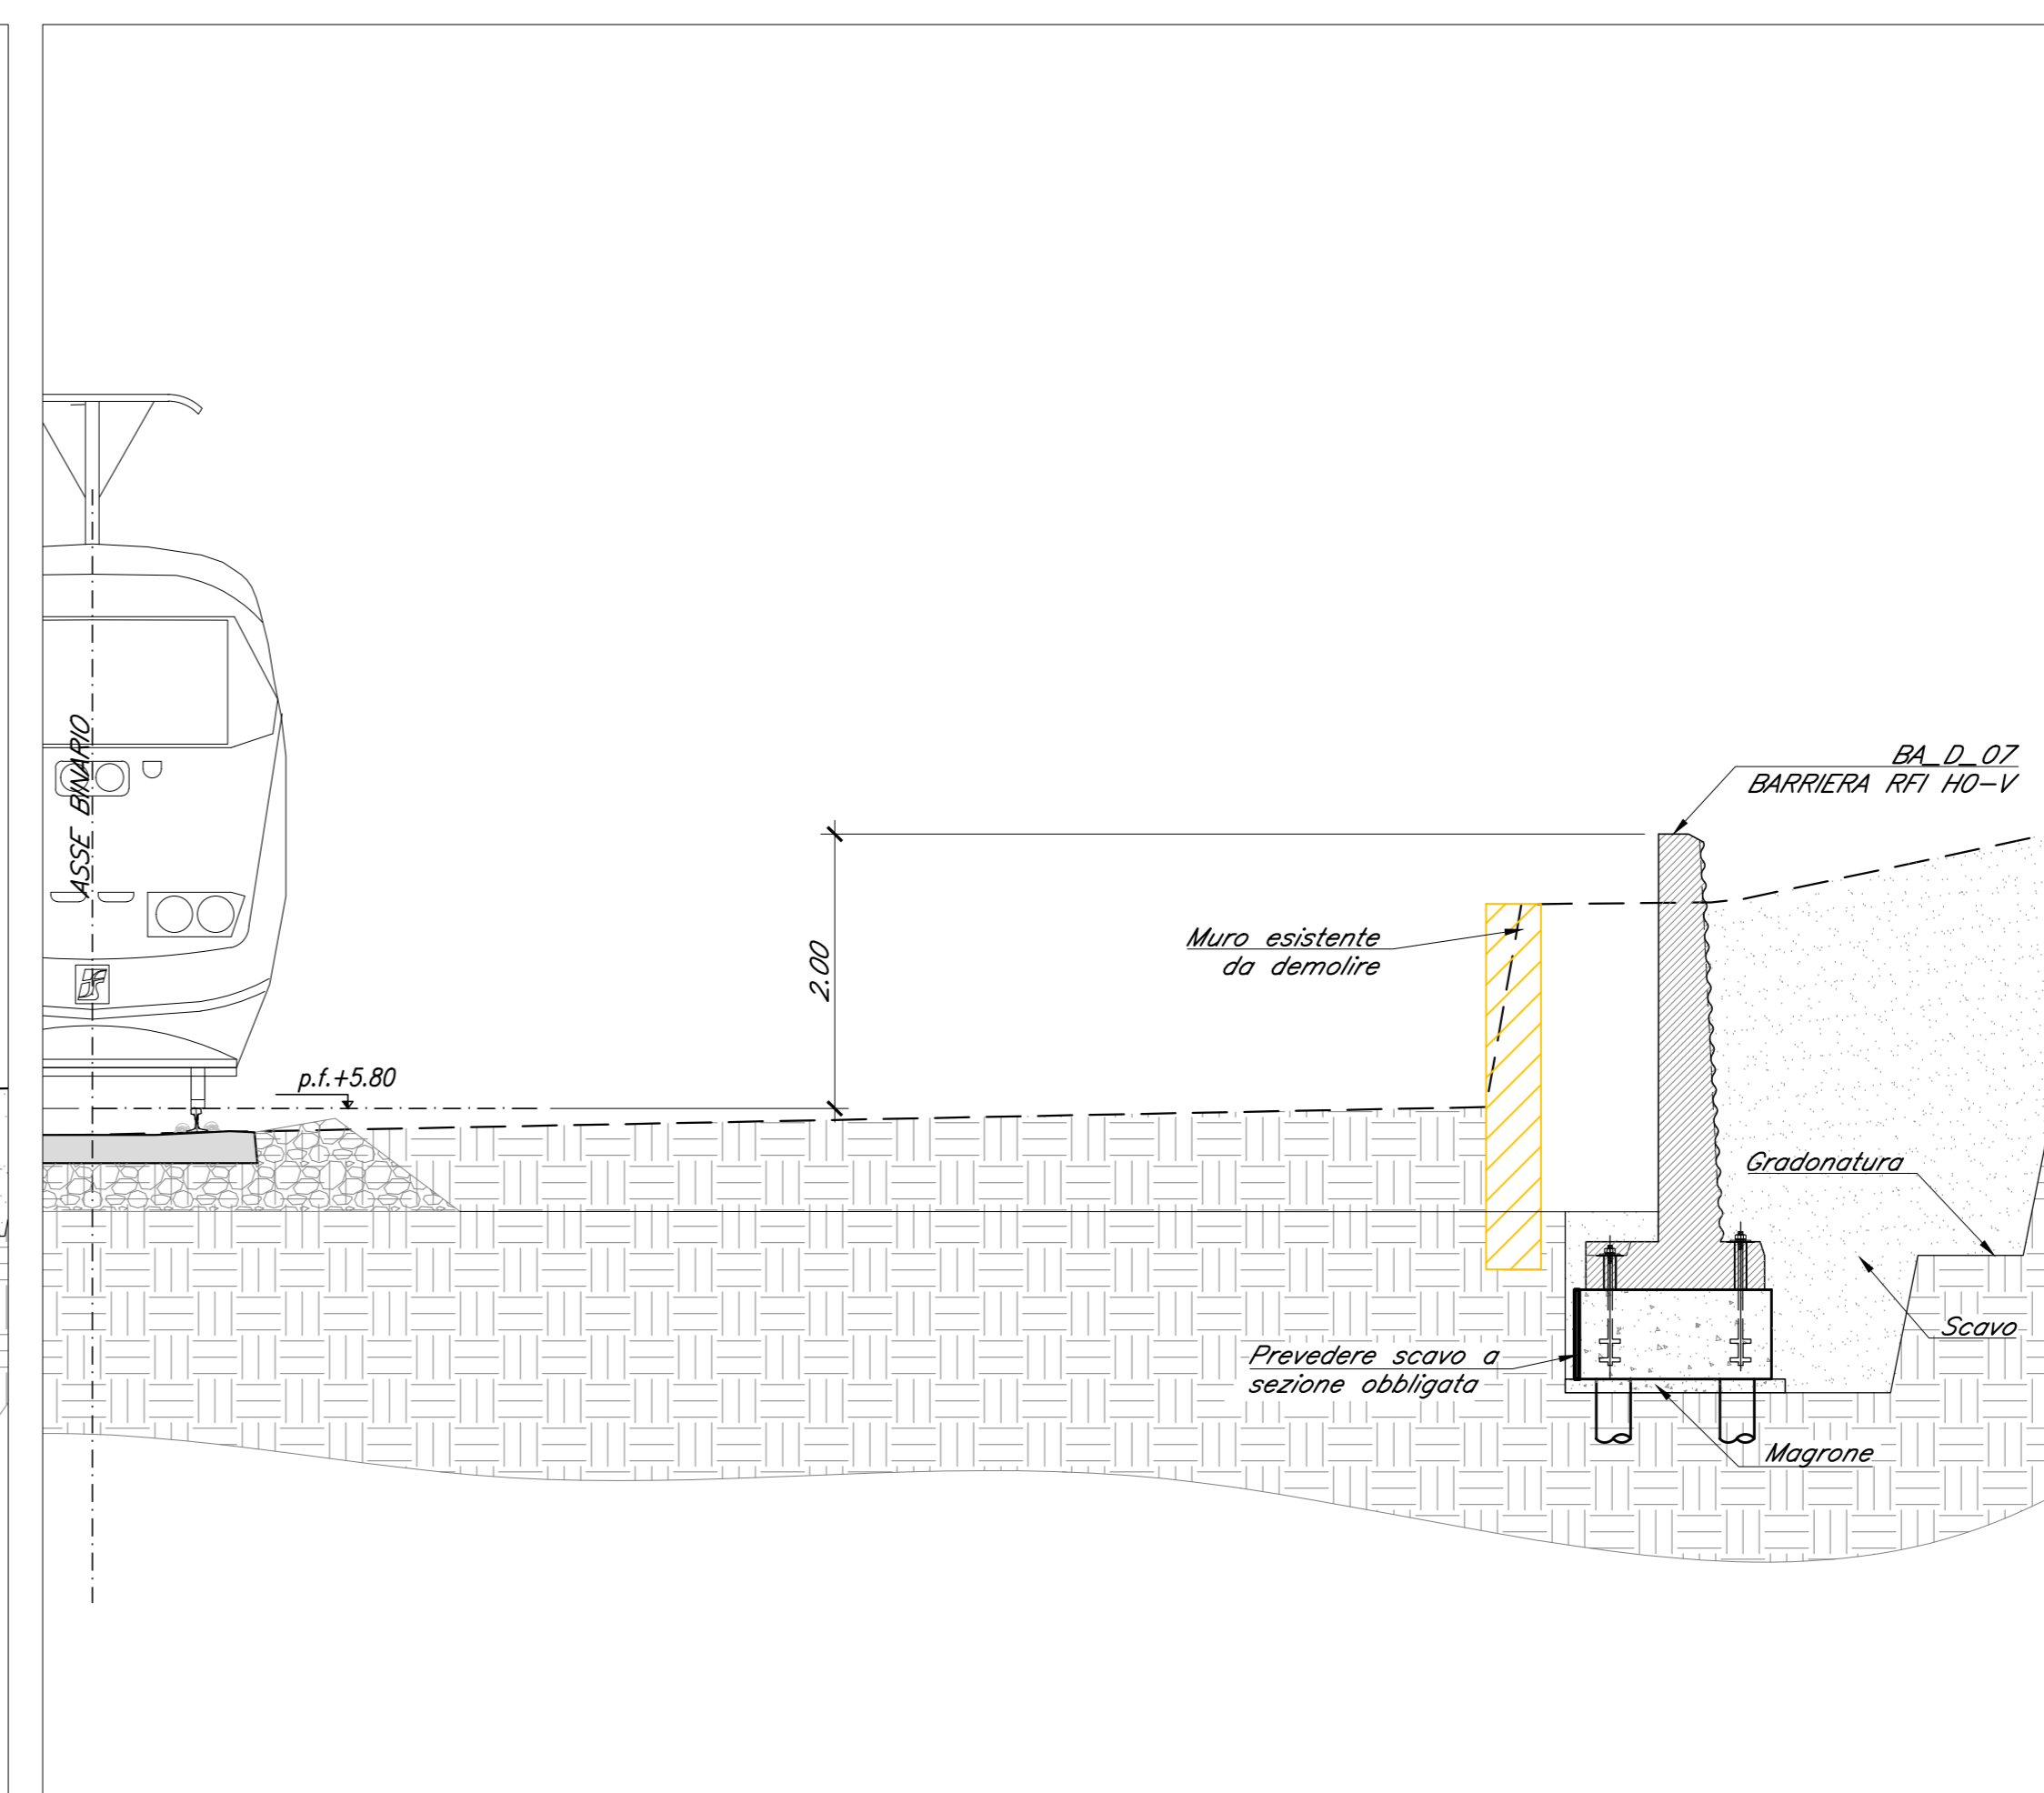 ASSE BINARIO
BA_D_07
BARRIERA RFI H0-V
2.00
Muro esistente
da demolire
p.f.+5.80
Gradonatura
Scavo
Prevedere scavo a
sezione obbligata
Magrone